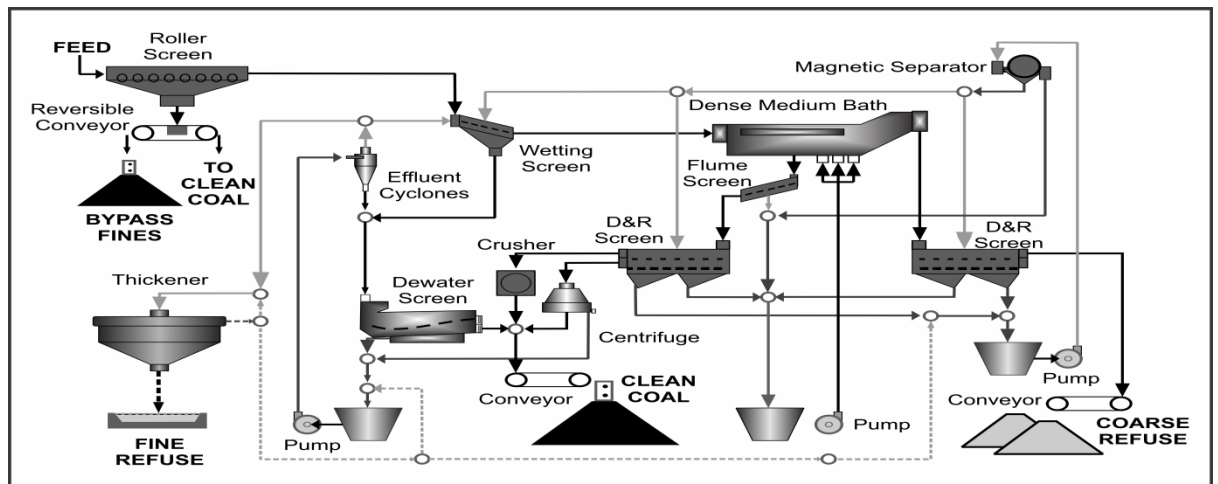 FEED
Roller
Screen
Reversible
Conveyor
TO
CLEAN
COAL
BYPASS
FINES
Effluent
Cyclones
Wetting
Screen
Magnetic Separator
Dense Medium Bath
Flume
Screen
D&R
Screen
D&R
Screen
Crusher
Thickener
Dewater
Screen
Centrifuge
Conveyor
CLEAN
COAL
Pump
Pump
Pump
Conveyor
COARSE
REFUSE
FINE
REFUSE